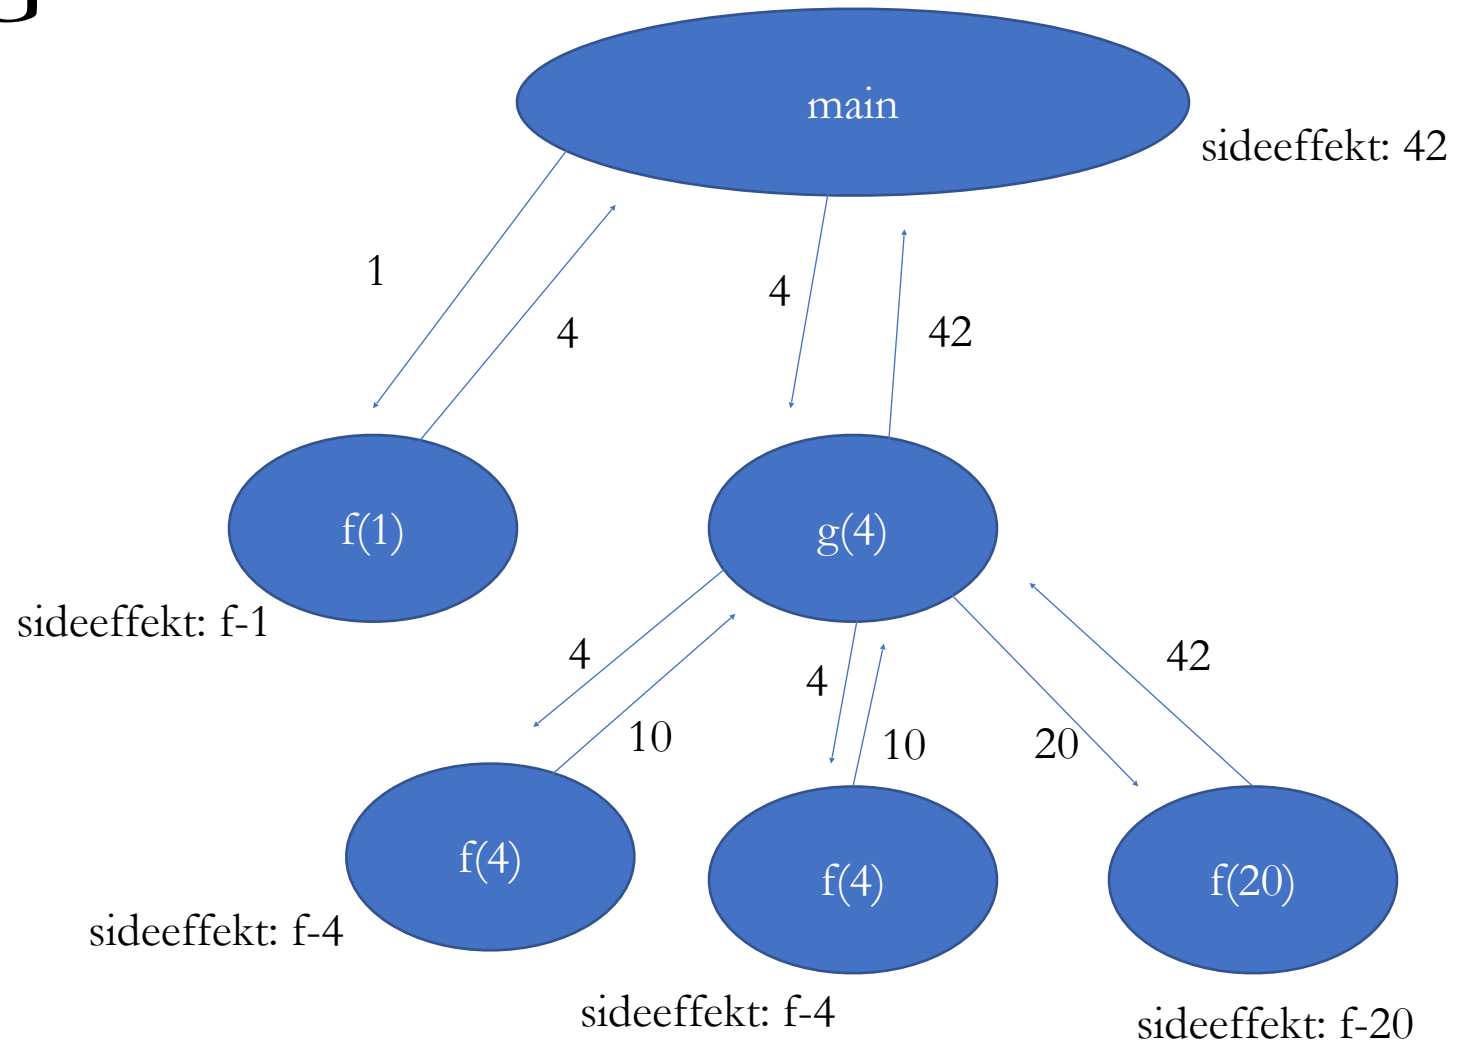 main
sideeffekt: 42
1
4
4
42
f(1)
g(4)
sideeffekt: f-1
4
10
4
10
20
42
f(4)
f(4)
f(20)
sideeffekt: f-4
sideeffekt: f-4
sideeffekt: f-20